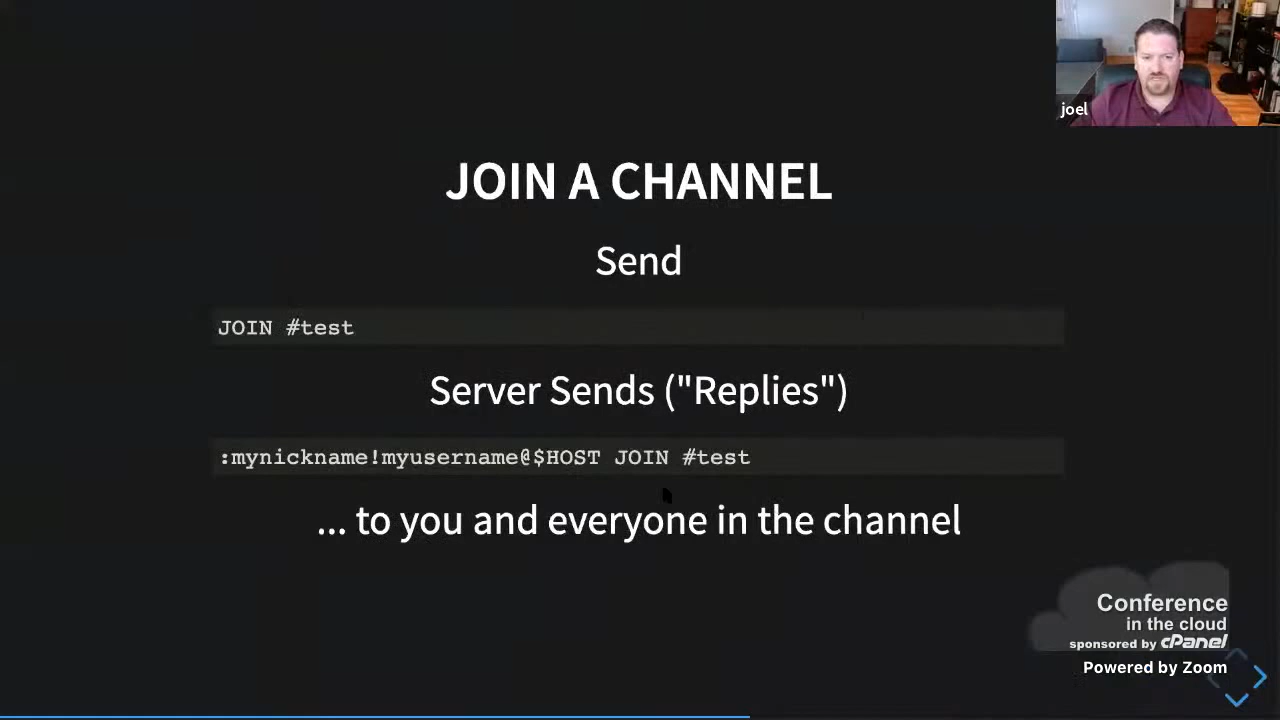 joel
JOIN A CHANNEL
Send
JOIN #test
Server Sends ("Replies")
:mynickname!myusername@$HOST JOIN #test
... to you and everyone in the channel
Conference
in the cloud
sponsored by cPanel
Powered by Zoom